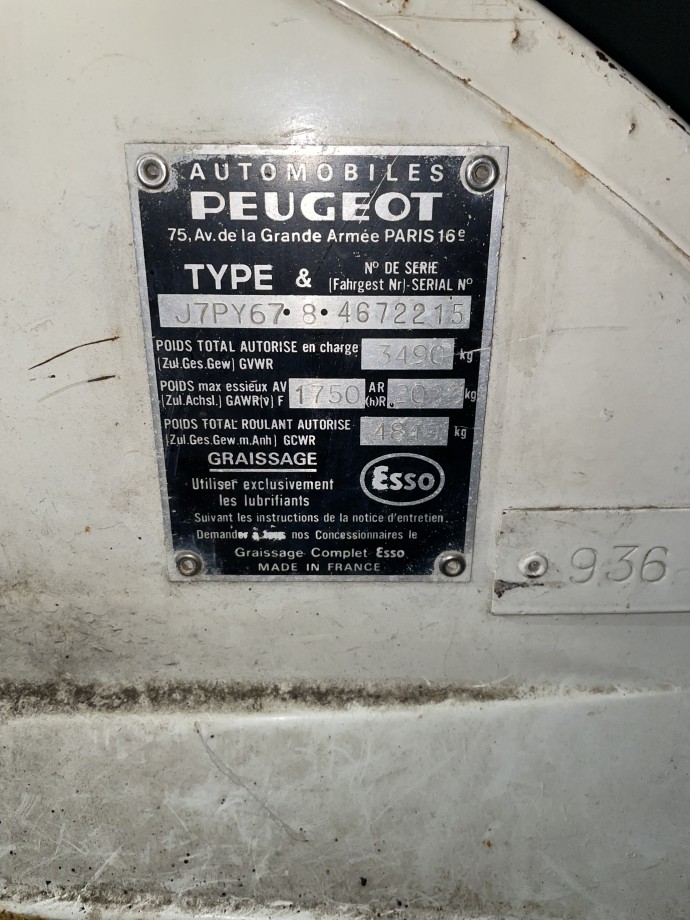 AUTOMOBILES
PEUGEOT
75, Av. de la Grande Armée PARIS 16e
TYPE & N° DE SERIE
(Fahrgest Nr)-SERIAL N°
J7PY67•8•4672215
POIDS TOTAL AUTORISE en charge 3490 kg
(Zul.Ges.Gew) GVWR
POIDS max essieux AV 1750 AR kg
(Zul.Achsl.) GAWR(v) F (h)R
POIDS TOTAL ROULANT AUTORISE kg
(Zul.Ges.Gew.m.Anh) GCWR
GRAISSAGE
Esso
Utiliser exclusivement
les lubrifiants
Suivant les instructions de la notice d'entretien
Demander à tous nos Concessionnaires le
Graissage Complet Esso
MADE IN FRANCE
936